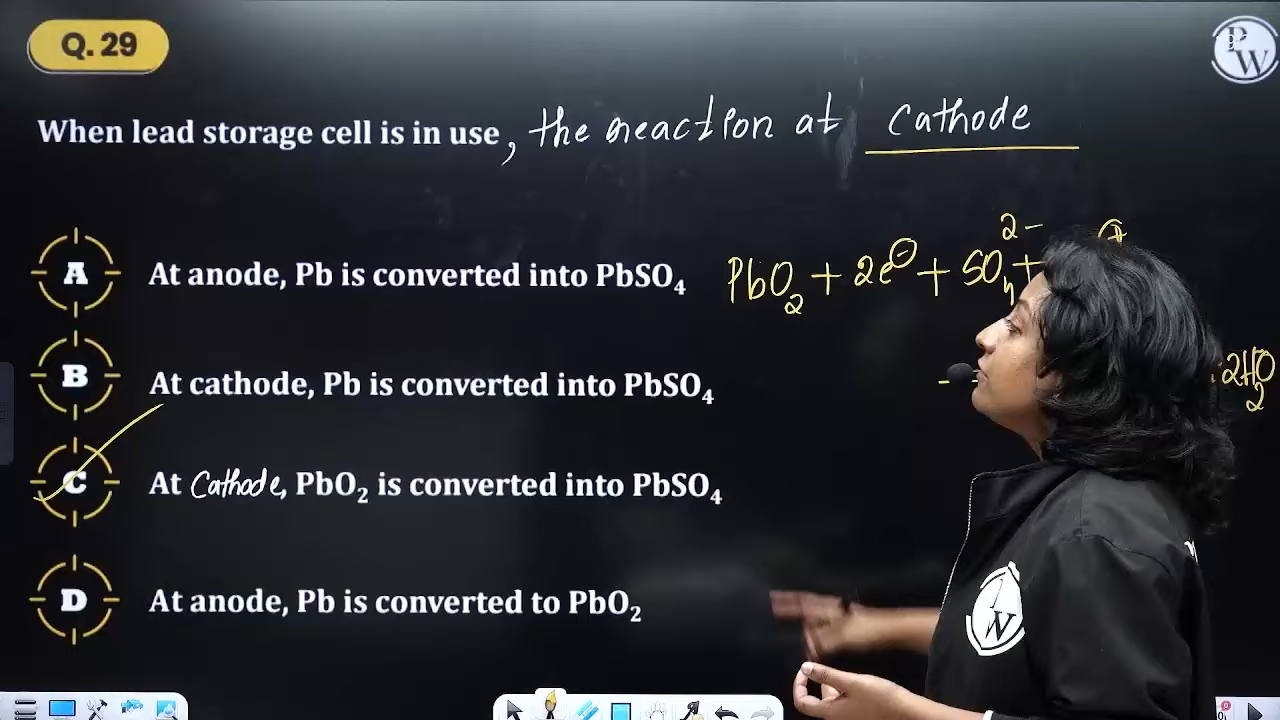 Q. 29
PW
When lead storage cell is in use, the reaction at cathode
A At anode, Pb is converted into PbSO₄
PbO₂ + 2e⊖ + SO₄²⁻ +
B At cathode, Pb is converted into PbSO₄
2H₂O
C At Cathode, PbO₂ is converted into PbSO₄
D At anode, Pb is converted to PbO₂
W